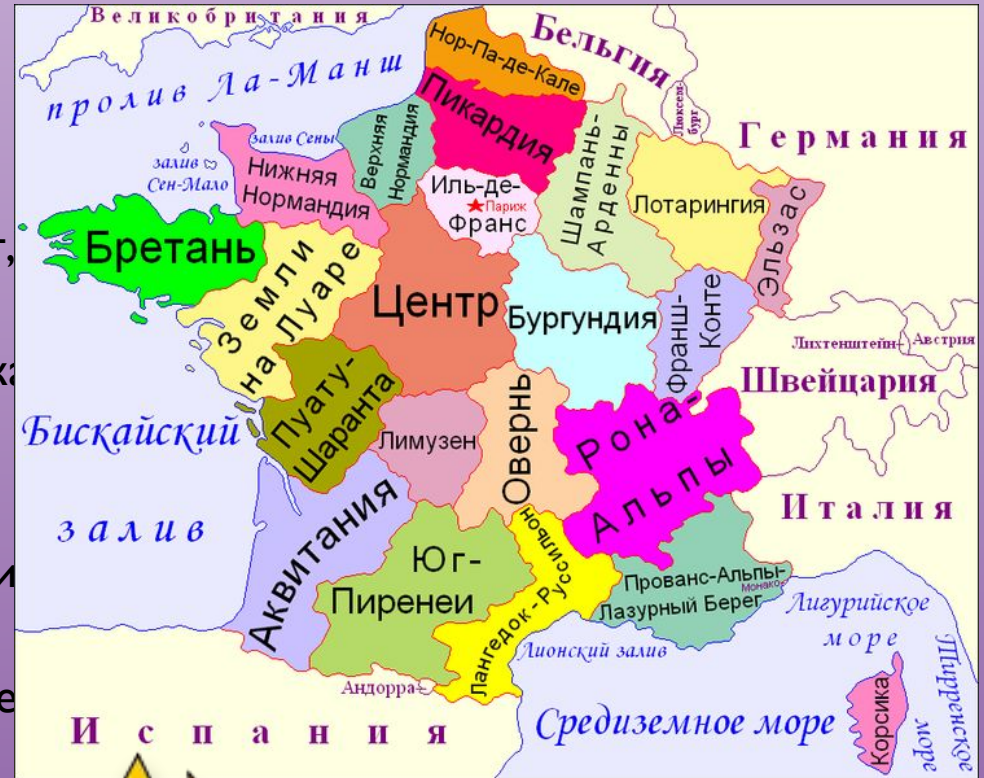 Великобритания
пролив Ла-Манш
Нор-Па-де-Кале
Бельгия
Люксем-
бург
Германия
Пикардия
залив Сены
залив
Сен-Мало
Верхняя
Нормандия
Нижняя
Нормандия
Иль-де-
Париж
Франс
Шампань-
Арденны
Лотарингия
Эльзас
т,
Бретань
Земли
на Луаре
Центр
Бургундия
Франш-
Конте
Лихтенштейн
Австрия
Швейцария
ка
Бискайский
залив
Пуату-
Шаранта
Лимузен
Овернь
Рона-
Альпы
Италия
и
Аквитания
Юг-
Пиренеи
Лангедок-Руссильон
Прованс-Альпы-
Монако
Лазурный Берег
Лигурийское
море
Лионский залив
Андорра
е
Испания
Средиземное море
Корсика
Тирренское
море